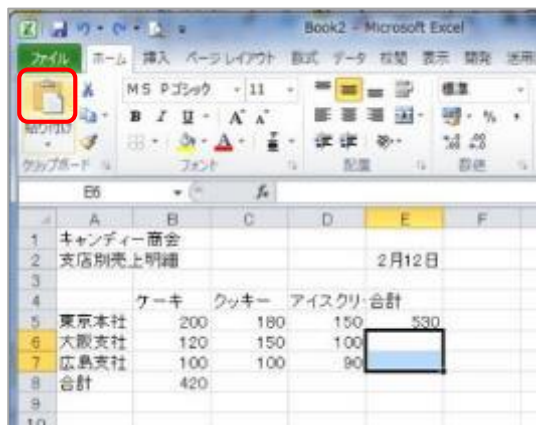 Book2 - Microsoft Excel
ファイル ホーム 挿入 ページレイアウト 数式 データ 校閲 表示 開発 活用
MS Pゴシック 11 標準
B I U A A %
貼り付け A
クリップボード フォント 配置 数値
E6 fx
A B C D E F
1 キャンディー商会
2 支店別売上明細 2月12日
3
4 ケーキ クッキー アイスクリ 合計
5 東京本社 200 180 150 530
6 大阪支社 120 150 100
7 広島支社 100 100 90
8 合計 420
9
10